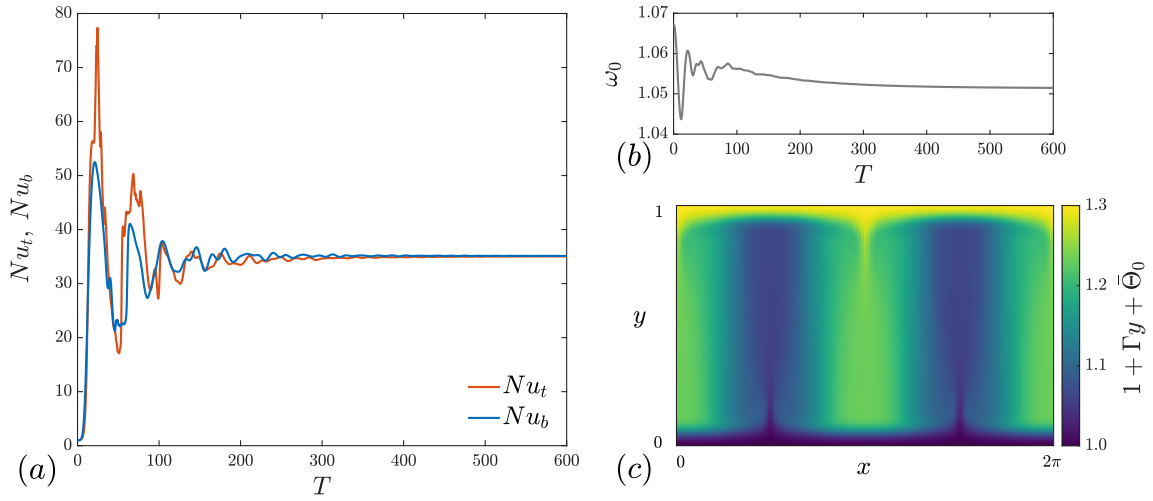 80
70
60
50
40
30
20
10
0
Nu_t, Nu_b
0 100 200 300 400 500 600
T
Nu_t
Nu_b
(a)
1.07
1.06
1.05
1.04
ω_0
0 100 200 300 400 500 600
T
(b)
1
y
0
0 x 2π
(c)
1.3
1.2
1.1
1.0
1 + Γy + Θ̄_0